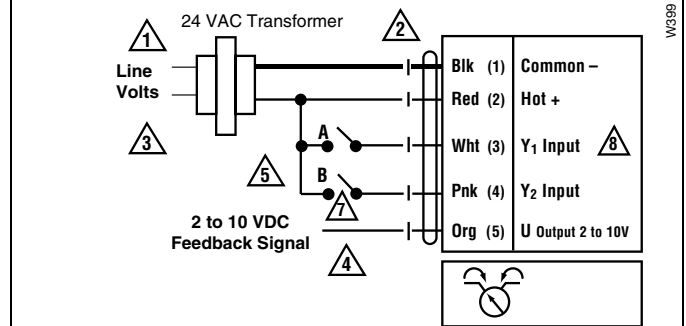 24 VAC Transformer
W399
1
2
Line
Volts
3
Blk (1) Common –
Red (2) Hot +
A
Wht (3) Y1 Input
8
5
B
Pnk (4) Y2 Input
7
2 to 10 VDC
Feedback Signal
Org (5) U Output 2 to 10V
4